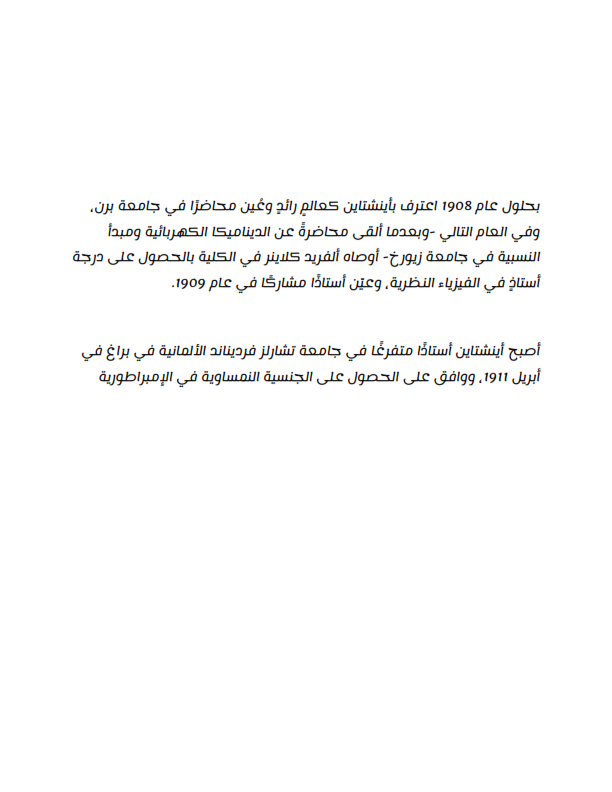 بحلول عام 1908 اعترف بأينشتاين كعالمٍ رائدٍ وعُين محاضرًا في جامعة برن،
وفي العام التالي -وبعدما ألقى محاضرةً عن الديناميكا الكهربائية ومبدأ
النسبية في جامعة زيورخ- أوصاه ألفريد كلاينر في الكلية بالحصول على درجة
أستاذٍ في الفيزياء النظرية، وعيّن أستاذًا مشاركًا في عام 1909.
أصبح أينشتاين أستاذًا متفرغًا في جامعة تشارلز فرديناند الألمانية في براغ في
أبريل 1911، ووافق على الحصول على الجنسية النمساوية في الإمبراطورية